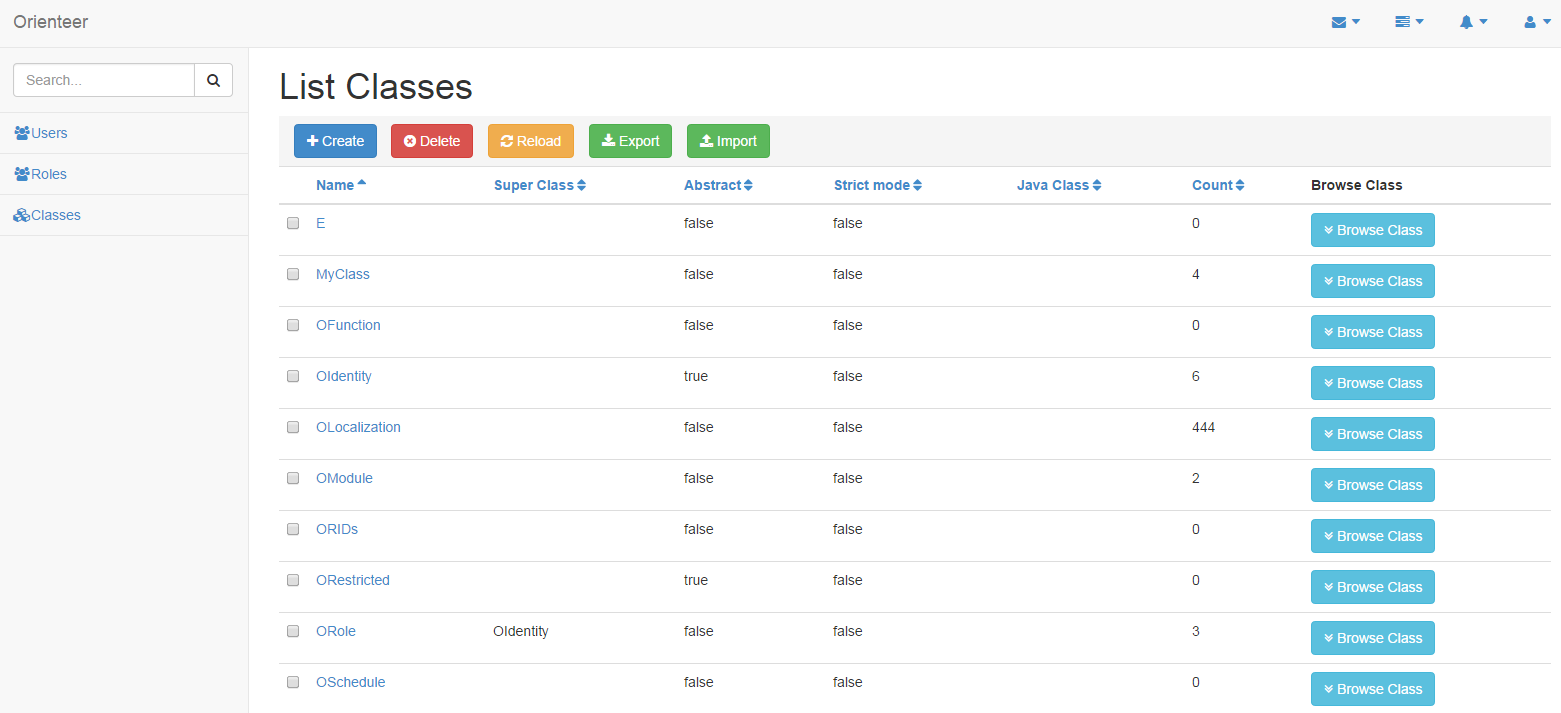 Orienteer
Search...
Users
Roles
Classes
List Classes
Create Delete Reload Export Import
Name Super Class Abstract Strict mode Java Class Count Browse Class
E false false 0 Browse Class
MyClass false false 4 Browse Class
OFunction false false 0 Browse Class
OIdentity true false 6 Browse Class
OLocalization false false 444 Browse Class
OModule false false 2 Browse Class
ORIDs false false 0 Browse Class
ORestricted true false 0 Browse Class
ORole OIdentity false false 3 Browse Class
OSchedule false false 0 Browse Class